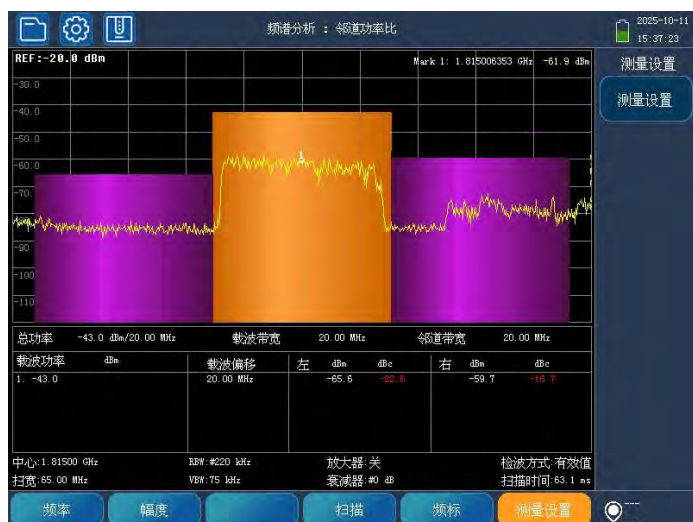 频谱分析 : 邻道功率比
2025-10-11
15:37:23
REF:-20.0 dBm
Mark 1: 1.815006353 GHz -61.9 dBm
测量设置
测量设置
-30.0
-40.0
-50.0
-60.0
-70.
-90
-100
-110
1
总功率 -43.0 dBm/20.00 MHz 载波带宽 20.00 MHz 邻道带宽 20.00 MHz
载波功率 dBm 载波偏移 左 dBm dBc 右 dBm dBc
1. -43.0 20.00 MHz -65.6 -22.6 -59.7 -16.7
中心:1.81500 GHz RBW:#220 kHz 放大器:关 检波方式:有效值
扫宽:65.00 MHz VBW:75 kHz 衰减器:#0 dB 扫描时间:63.1 ms
频率 幅度 扫描 频标 测量设置